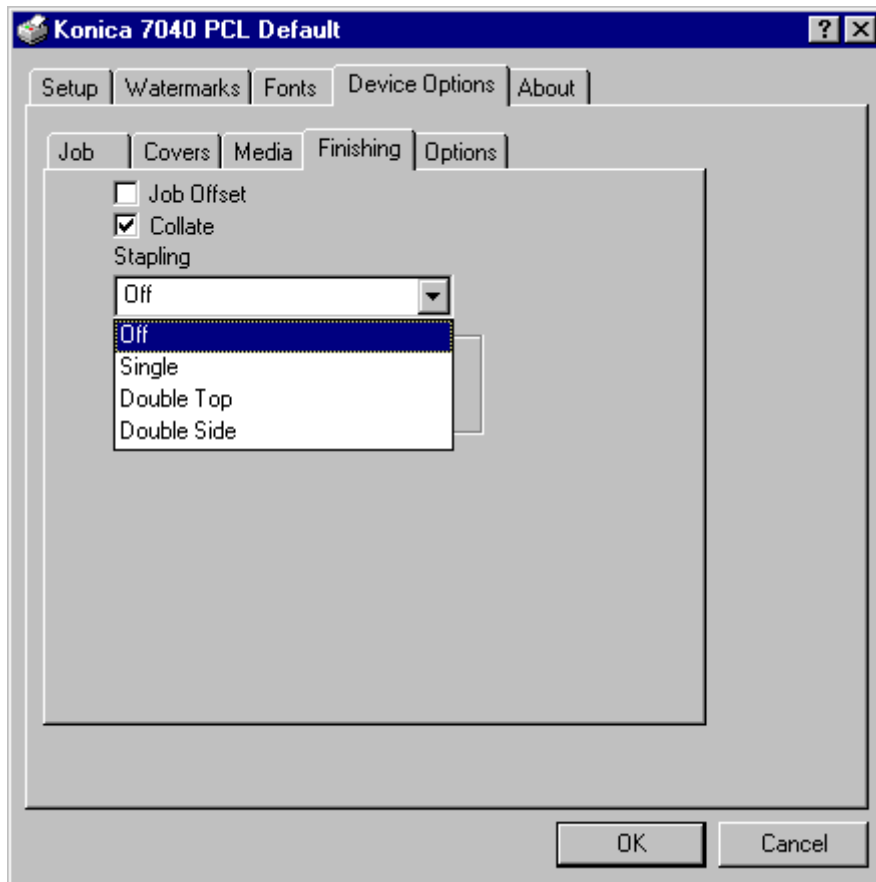 Konica 7040 PCL Default
Setup Watermarks Fonts Device Options About
Job Covers Media Finishing Options
Job Offset
Collate
Stapling
Off
Off
Single
Double Top
Double Side
OK Cancel